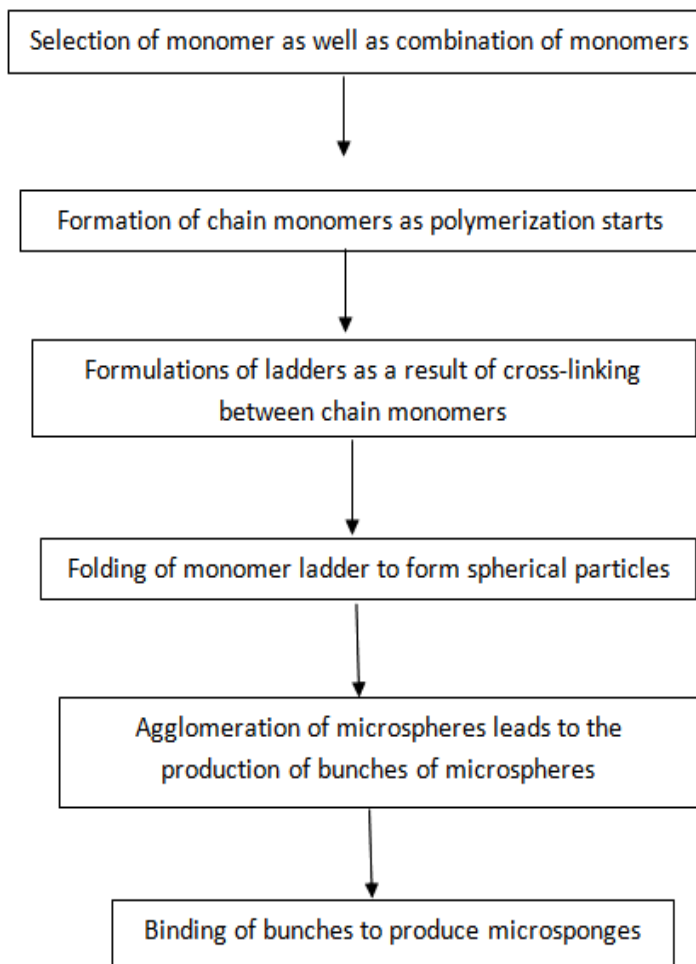 Selection of monomer as well as combination of monomers
Formation of chain monomers as polymerization starts
Formulations of ladders as a result of cross-linking
between chain monomers
Folding of monomer ladder to form spherical particles
Agglomeration of microspheres leads to the
production of bunches of microspheres
Binding of bunches to produce microsponges